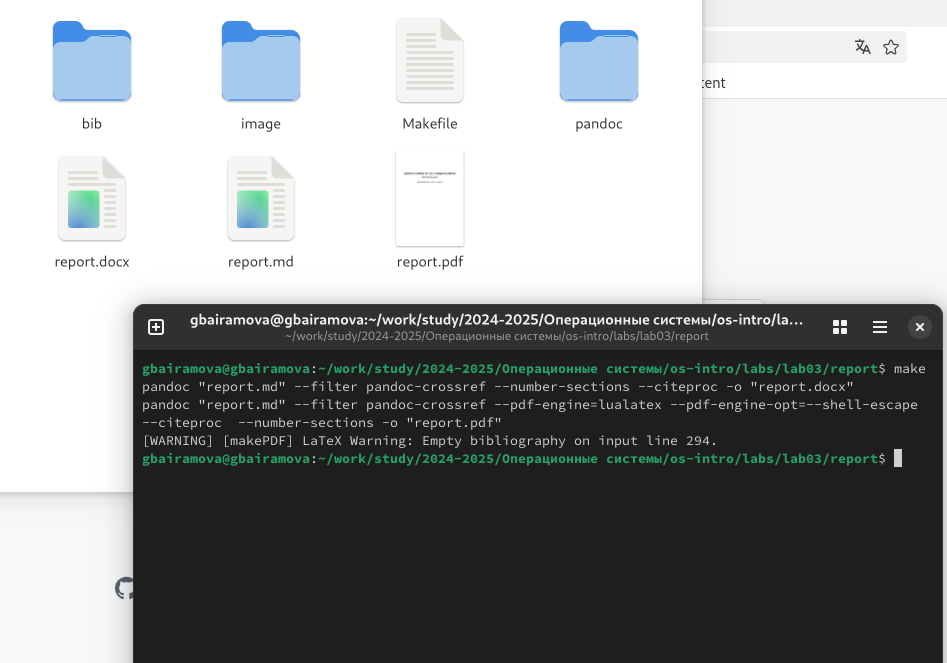 bib
image
Makefile
pandoc
tent
report.docx
report.md
report.pdf
gbairamova@gbairamova:~/work/study/2024-2025/Операционные системы/os-intro/la...
~/work/study/2024-2025/Операционные системы/os-intro/labs/lab03/report
gbairamova@gbairamova:~/work/study/2024-2025/Операционные системы/os-intro/labs/lab03/report$ make
pandoc "report.md" --filter pandoc-crossref --number-sections --citeproc -o "report.docx"
pandoc "report.md" --filter pandoc-crossref --pdf-engine=lualatex --pdf-engine-opt=--shell-escape
--citeproc  --number-sections -o "report.pdf"
[WARNING] [makePDF] LaTeX Warning: Empty bibliography on input line 294.
gbairamova@gbairamova:~/work/study/2024-2025/Операционные системы/os-intro/labs/lab03/report$